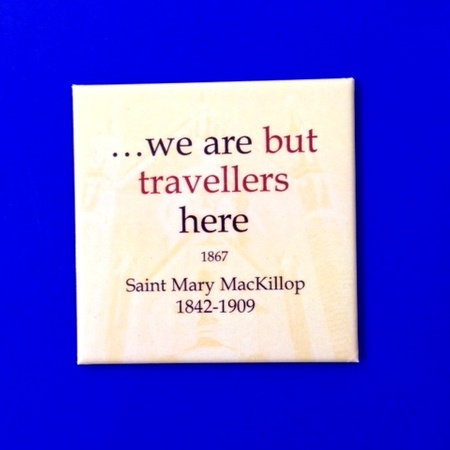 ...we are but
travellers
here
1867
Saint Mary MacKillop
1842-1909